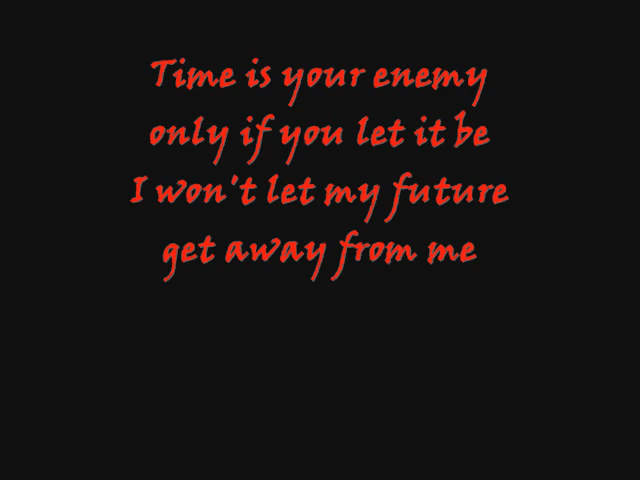 Time is your enemy
only if you let it be
I won't let my future
get away from me